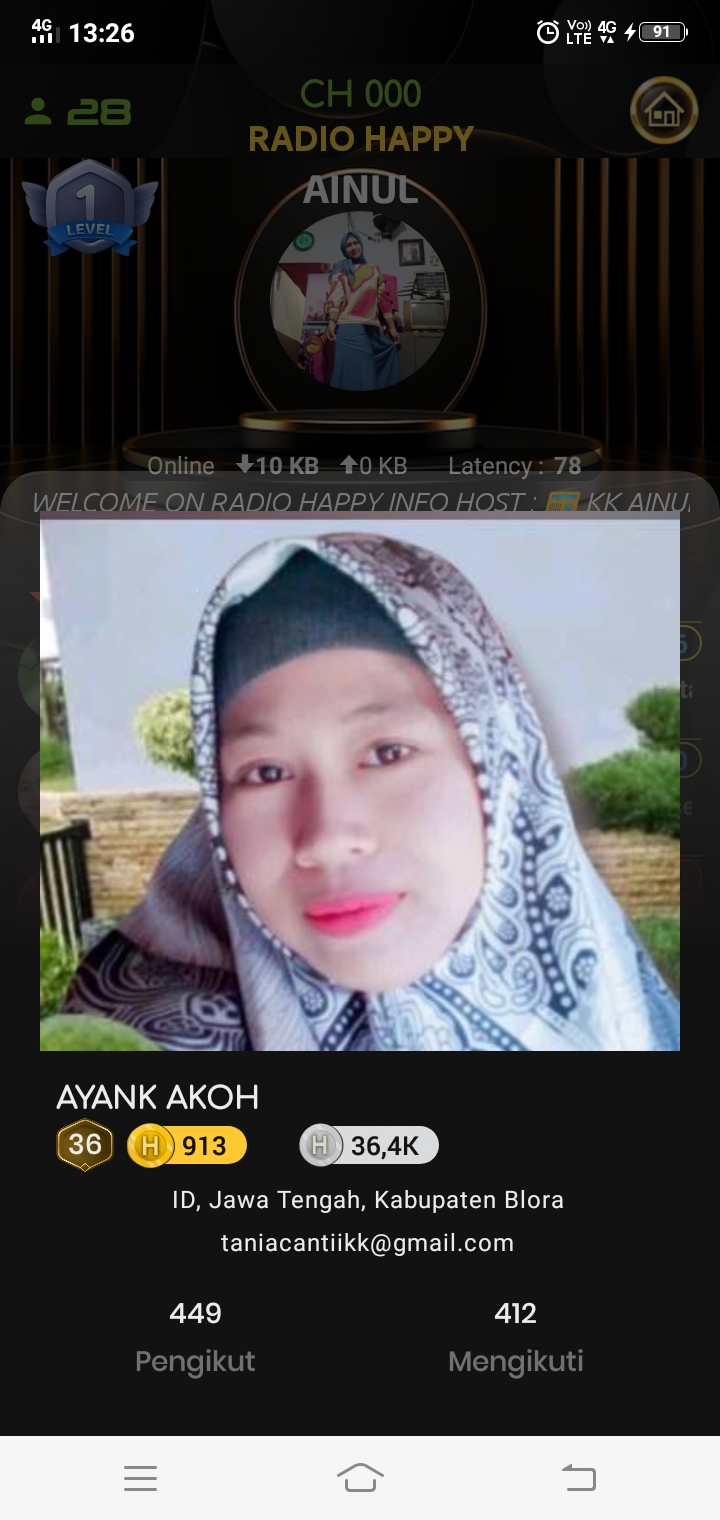 4G 13:26 Vo)) LTE 4G 91
28 CH 000
RADIO HAPPY
1 LEVEL
AINUL
Online 10 KB 0 KB Latency : 78
WELCOME ON RADIO HAPPY INFO HOST : KK AINUL
AYANK AKOH
36 H 913 H 36,4K
ID, Jawa Tengah, Kabupaten Blora
taniacantiikk@gmail.com
449 412
Pengikut Mengikuti